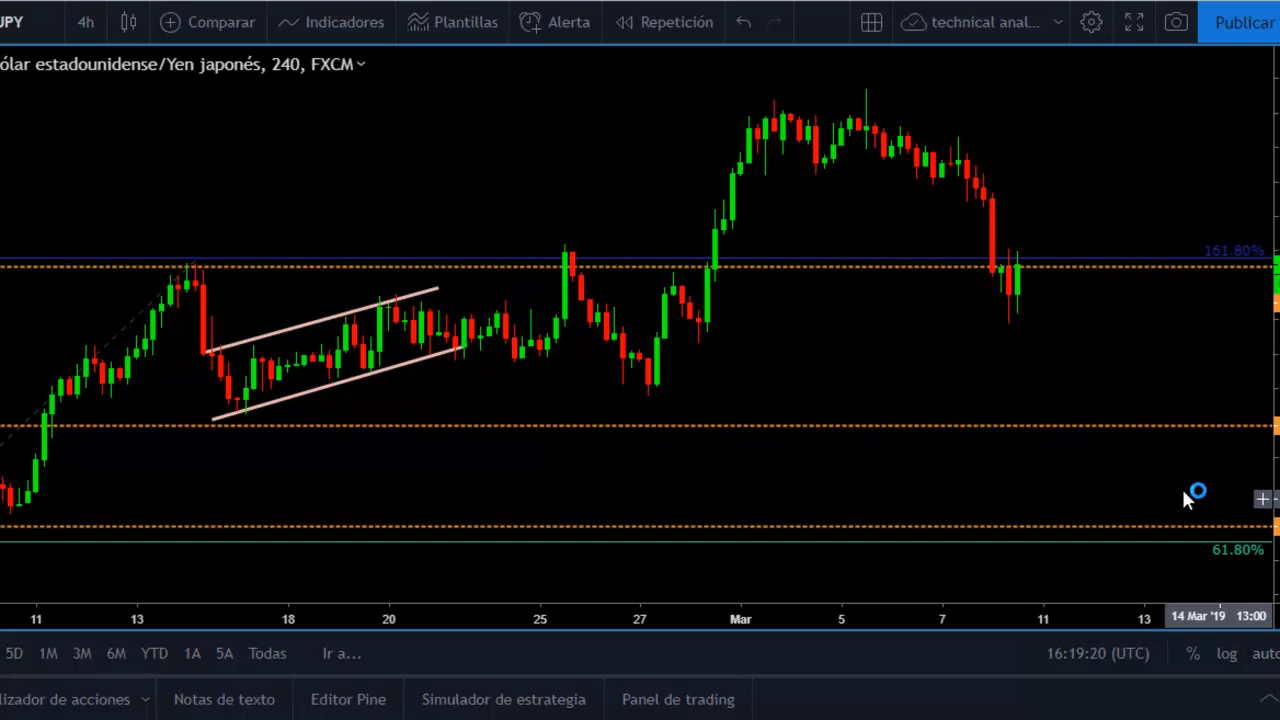 JPY 4h Comparar Indicadores Plantillas Alerta Repetición technical anal... Publicar
ólar estadounidense/Yen japonés, 240, FXCM
161.80%
61.80%
11 13 18 20 25 27 Mar 5 7 11 13 14 Mar '19 13:00
5D 1M 3M 6M YTD 1A 5A Todas Ir a... 16:19:20 (UTC) % log auto
lizador de acciones Notas de texto Editor Pine Simulador de estrategia Panel de trading